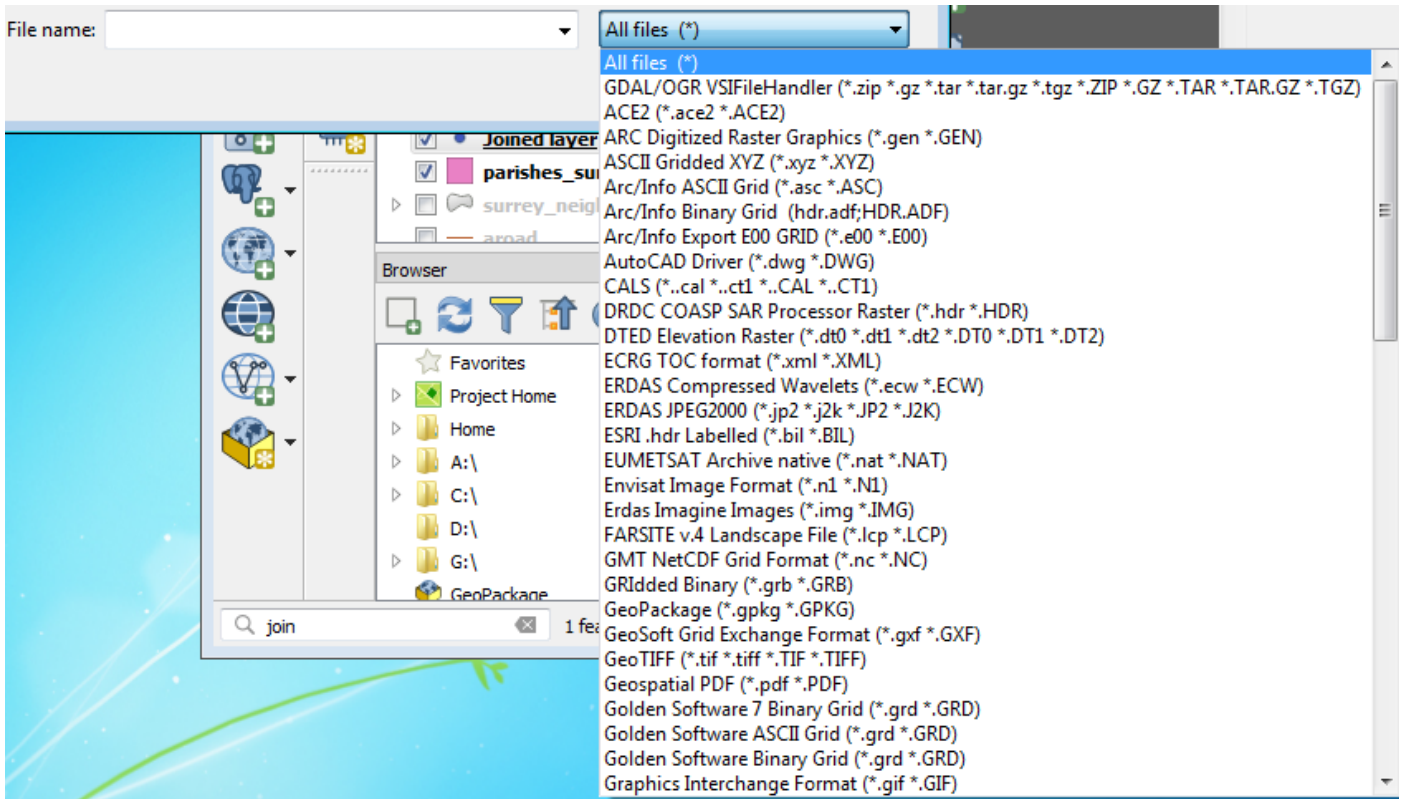 File name:
All files (*)
All files (*)
GDAL/OGR VSIFileHandler (*.zip *.gz *.tar *.tar.gz *.tgz *.ZIP *.GZ *.TAR *.TAR.GZ *.TGZ)
ACE2 (*.ace2 *.ACE2)
ARC Digitized Raster Graphics (*.gen *.GEN)
ASCII Gridded XYZ (*.xyz *.XYZ)
Arc/Info ASCII Grid (*.asc *.ASC)
Arc/Info Binary Grid (hdr.adf;HDR.ADF)
Arc/Info Export E00 GRID (*.e00 *.E00)
AutoCAD Driver (*.dwg *.DWG)
CALS (*..cal *..ct1 *..CAL *..CT1)
DRDC COASP SAR Processor Raster (*.hdr *.HDR)
DTED Elevation Raster (*.dt0 *.dt1 *.dt2 *.DT0 *.DT1 *.DT2)
ECRG TOC format (*.xml *.XML)
ERDAS Compressed Wavelets (*.ecw *.ECW)
ERDAS JPEG2000 (*.jp2 *.j2k *.JP2 *.J2K)
ESRI .hdr Labelled (*.bil *.BIL)
EUMETSAT Archive native (*.nat *.NAT)
Envisat Image Format (*.n1 *.N1)
Erdas Imagine Images (*.img *.IMG)
FARSITE v.4 Landscape File (*.lcp *.LCP)
GMT NetCDF Grid Format (*.nc *.NC)
GRIdded Binary (*.grb *.GRB)
GeoPackage (*.gpkg *.GPKG)
GeoSoft Grid Exchange Format (*.gxf *.GXF)
GeoTIFF (*.tif *.tiff *.TIF *.TIFF)
Geospatial PDF (*.pdf *.PDF)
Golden Software 7 Binary Grid (*.grd *.GRD)
Golden Software ASCII Grid (*.grd *.GRD)
Golden Software Binary Grid (*.grd *.GRD)
Graphics Interchange Format (*.gif *.GIF)
Joined layer
parishes_su
surrey_neig
aroad
Browser
Favorites
Project Home
Home
A:\
C:\
D:\
G:\
GeoPackage
join
1 fea